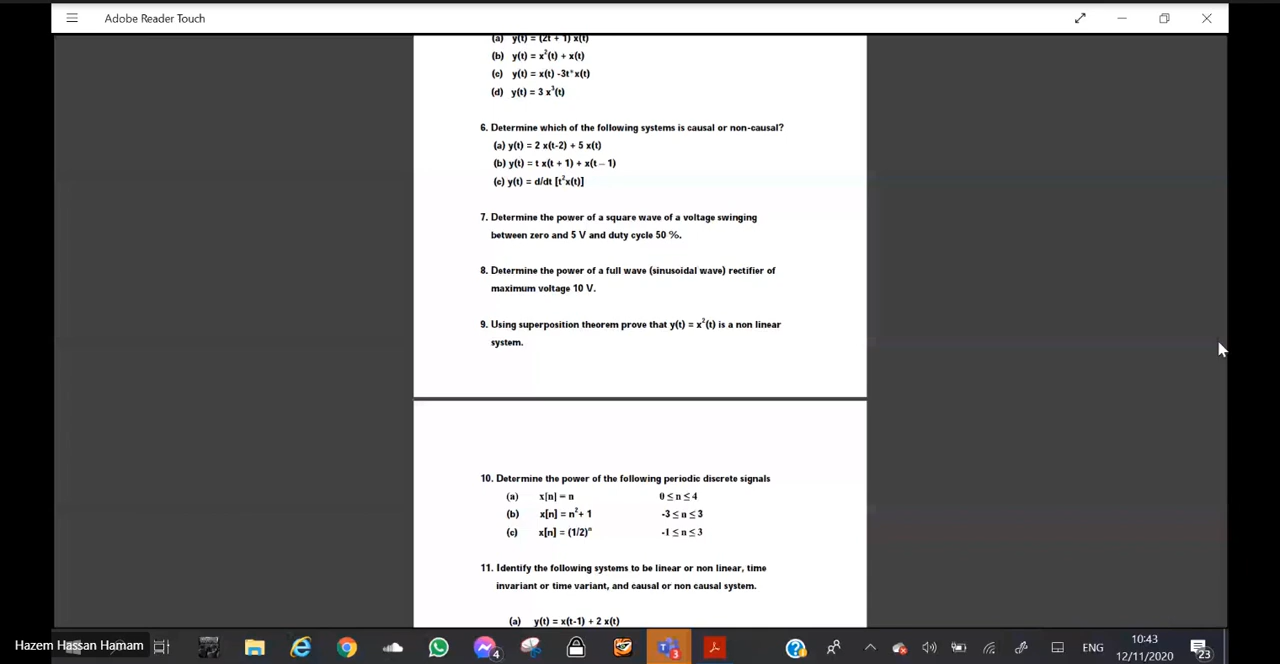 Adobe Reader Touch
(a) y(t) = (2t + 1) x(t)
(b) y(t) = x²(t) + x(t)
(c) y(t) = x(t) -3t*x(t)
(d) y(t) = 3 x³(t)
6. Determine which of the following systems is causal or non-causal?
(a) y(t) = 2 x(t-2) + 5 x(t)
(b) y(t) = t x(t + 1) + x(t – 1)
(c) y(t) = d/dt [t²x(t)]
7. Determine the power of a square wave of a voltage swinging
between zero and 5 V and duty cycle 50 %.
8. Determine the power of a full wave (sinusoidal wave) rectifier of
maximum voltage 10 V.
9. Using superposition theorem prove that y(t) = x²(t) is a non linear
system.
10. Determine the power of the following periodic discrete signals
(a) x[n] = n 0 ≤ n ≤ 4
(b) x[n] = n²+ 1 -3 ≤ n ≤ 3
(c) x[n] = (1/2)ⁿ -1 ≤ n ≤ 3
11. Identify the following systems to be linear or non linear, time
invariant or time variant, and causal or non causal system.
(a) y(t) = x(t-1) + 2 x(t)
Hazem Hassan Hamam
4
3
ENG
10:43
12/11/2020
23